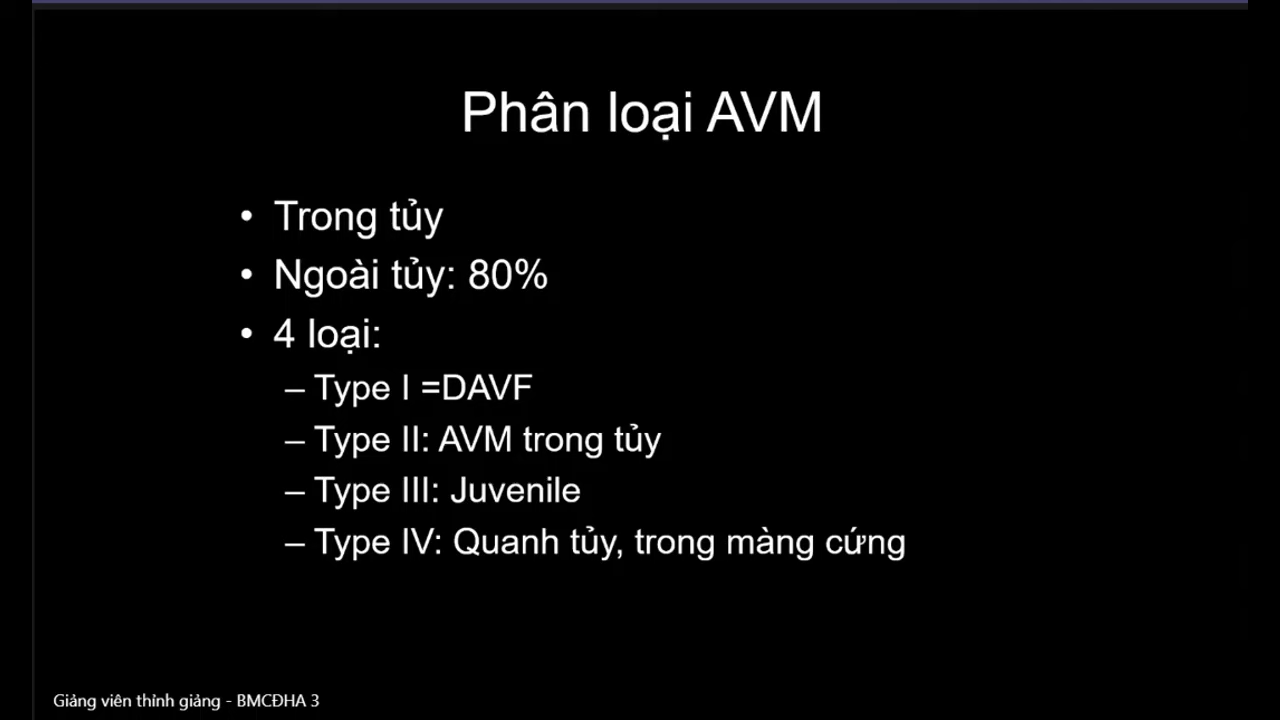 Phân loại AVM
• Trong tủy
• Ngoài tủy: 80%
• 4 loại:
– Type I =DAVF
– Type II: AVM trong tủy
– Type III: Juvenile
– Type IV: Quanh tủy, trong màng cứng
Giảng viên thỉnh giảng - BMCĐHA 3